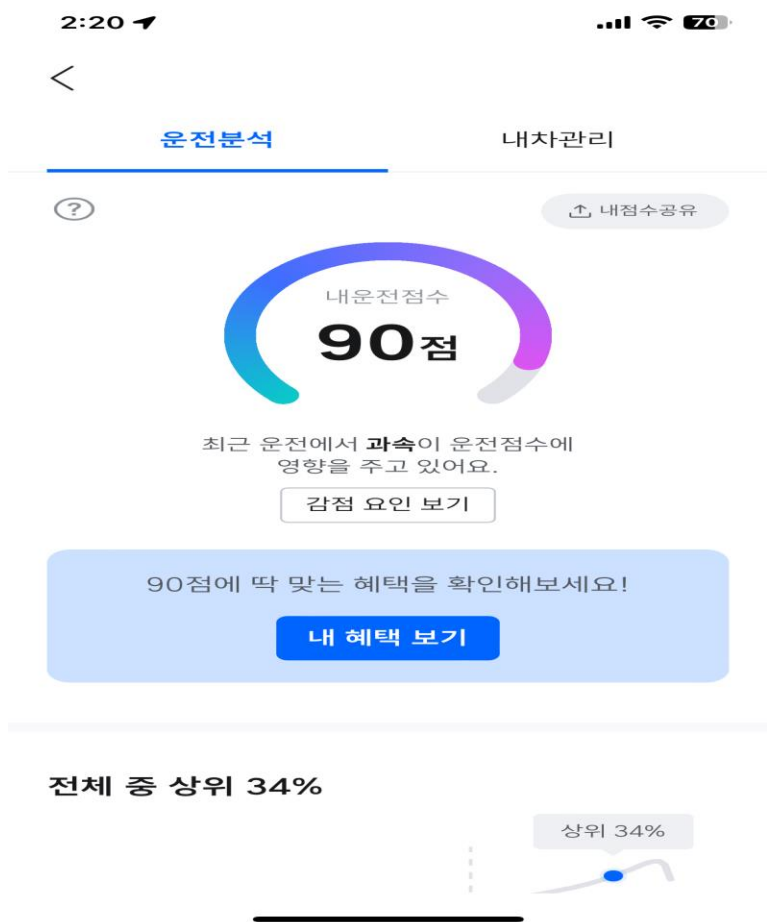 2:20
70
운전분석 내차관리
?
내점수공유
내운전점수
90점
최근 운전에서 과속이 운전점수에
영향을 주고 있어요.
감점 요인 보기
90점에 딱 맞는 혜택을 확인해보세요!
내 혜택 보기
전체 중 상위 34%
상위 34%